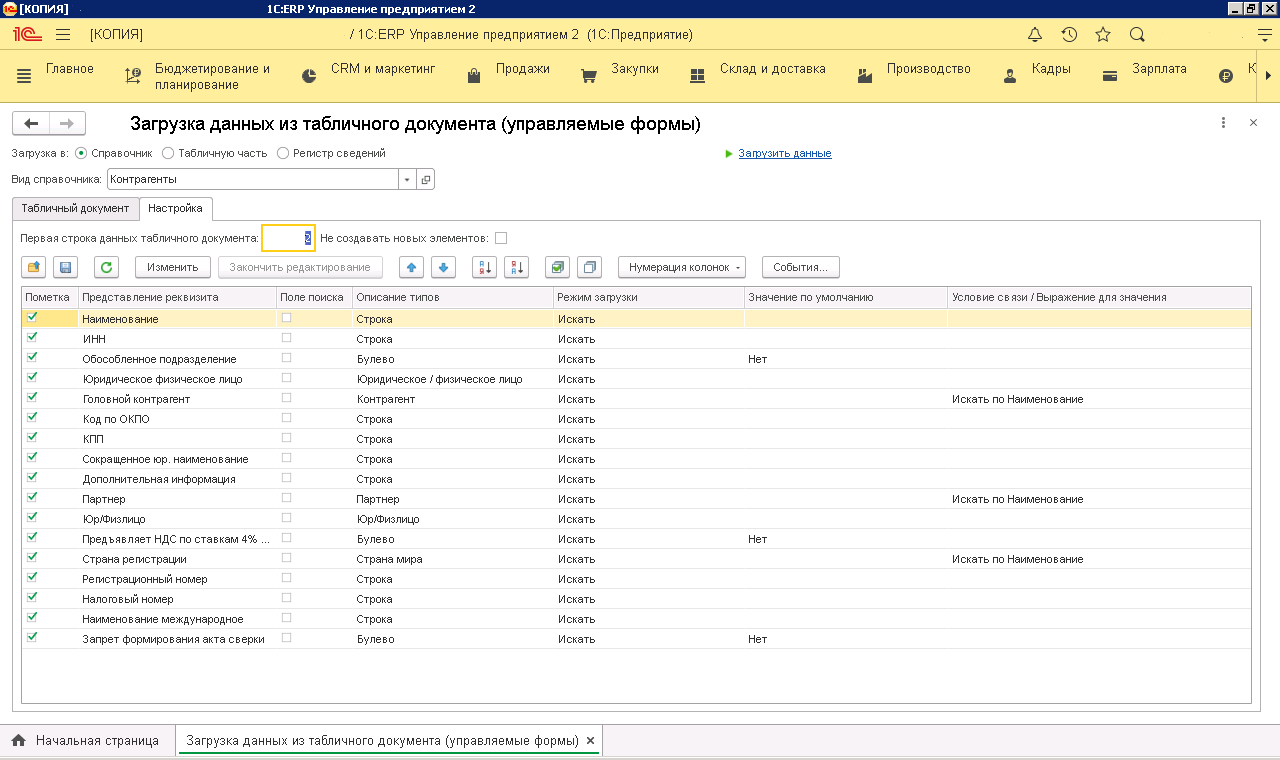 [КОПИЯ] 1С:ERP Управление предприятием 2
[КОПИЯ] / 1С:ERP Управление предприятием 2 (1С:Предприятие)
Главное Бюджетирование и планирование CRM и маркетинг Продажи Закупки Склад и доставка Производство Кадры Зарплата К
Загрузка данных из табличного документа (управляемые формы)
Загрузка в: Справочник Табличную часть Регистр сведений Загрузить данные
Вид справочника: Контрагенты
Табличный документ Настройка
Первая строка данных табличного документа: 2 Не создавать новых элементов:
Изменить Закончить редактирование Нумерация колонок События...
Пометка Представление реквизита Поле поиска Описание типов Режим загрузки Значение по умолчанию Условие связи / Выражение для значения
Наименование Строка Искать
ИНН Строка Искать
Обособленное подразделение Булево Искать Нет
Юридическое физическое лицо Юридическое / физическое лицо Искать
Головной контрагент Контрагент Искать Искать по Наименование
Код по ОКПО Строка Искать
КПП Строка Искать
Сокращенное юр. наименование Строка Искать
Дополнительная информация Строка Искать
Партнер Партнер Искать Искать по Наименование
Юр/Физлицо Юр/Физлицо Искать
Предъявляет НДС по ставкам 4% ... Булево Искать Нет
Страна регистрации Страна мира Искать Искать по Наименование
Регистрационный номер Строка Искать
Налоговый номер Строка Искать
Наименование международное Строка Искать
Запрет формирования акта сверки Булево Искать Нет
Начальная страница Загрузка данных из табличного документа (управляемые формы)